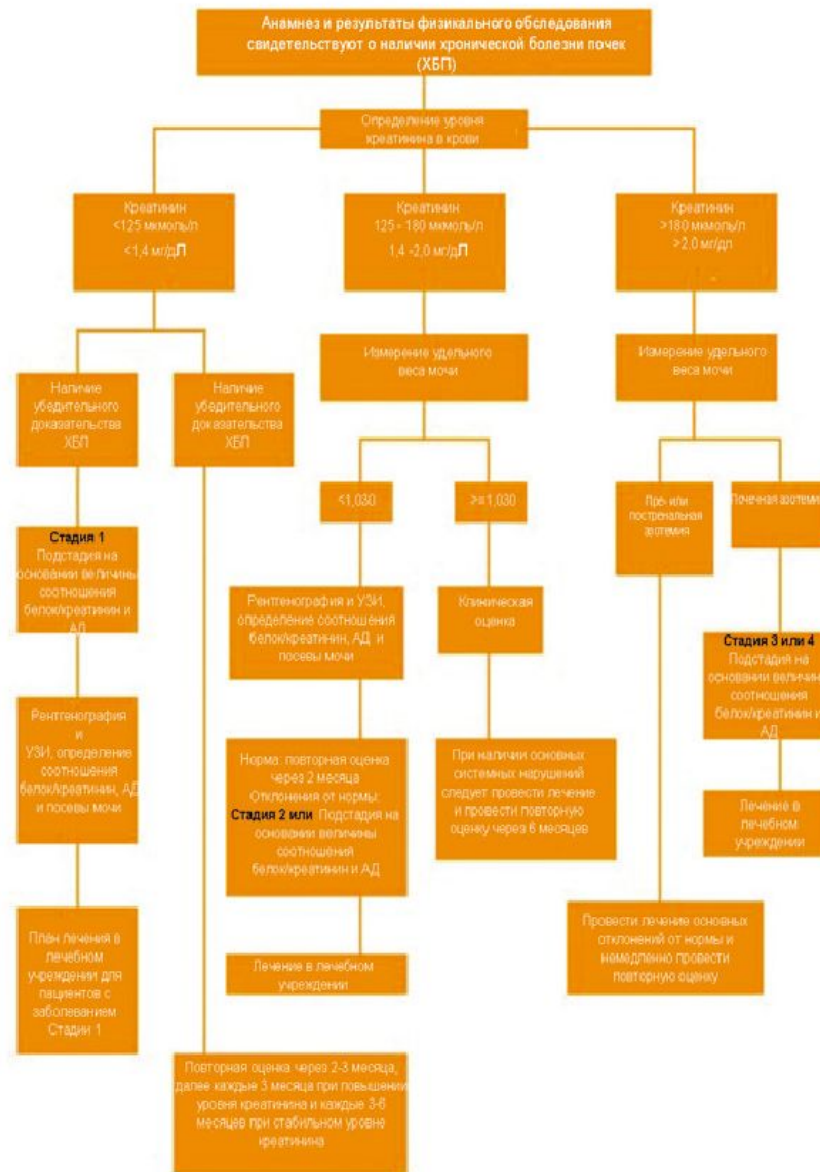 Анамнез и результаты физикального обследования
свидетельствуют о наличии хронической болезни почек
(ХБП)
Определение уровня
креатинина в крови
Креатинин
<125 мкмоль/л
<1,4 мг/дЛ
Креатинин
125 - 180 мкмоль/л
1,4 -2,0 мг/дЛ
Креатинин
>180 мкмоль/л
>2,0 мг/дл
Наличие
убедительного
доказательства
ХБП
Наличие
убедительного
доказательства
ХБП
Измерение удельного
веса мочи
Измерение удельного
веса мочи
<1,030
>=1,030
Пре- или
постренальная
азотемия
Почечная азотемия
Стадия 1
Подстадия на
основании величины
соотношения
белок/креатинин и
АД
Рентгенография и УЗИ,
определение соотношения
белок/креатинин, АД и
посевы мочи
Клиническая
оценка
Стадия 3 или 4
Подстадия на
основании величин
соотношения
белок/креатинин и
АД
Рентгенография
и
УЗИ, определение
соотношения
белок/креатинин, АД
и посевы мочи
Норма: повторная оценка
через 2 месяца
Отклонения от нормы:
Стадия 2 или Подстадия на
основании величины
соотношения
белок/креатинин и АД
При наличии основных
системных нарушений
следует провести лечение
и провести повторную
оценку через 6 месяцев
Лечение в
лечебном
учреждении
План лечения в
лечебном
учреждении для
пациентов с
заболеванием
Стадии 1
Лечение в лечебном
учреждении
Провести лечение основных
отклонений от нормы и
немедленно провести
повторную оценку
Повторная оценка через 2-3 месяца,
далее каждые 3 месяца при повышении
уровня креатинина и каждые 3-6
месяцев при стабильном уровне
креатинина